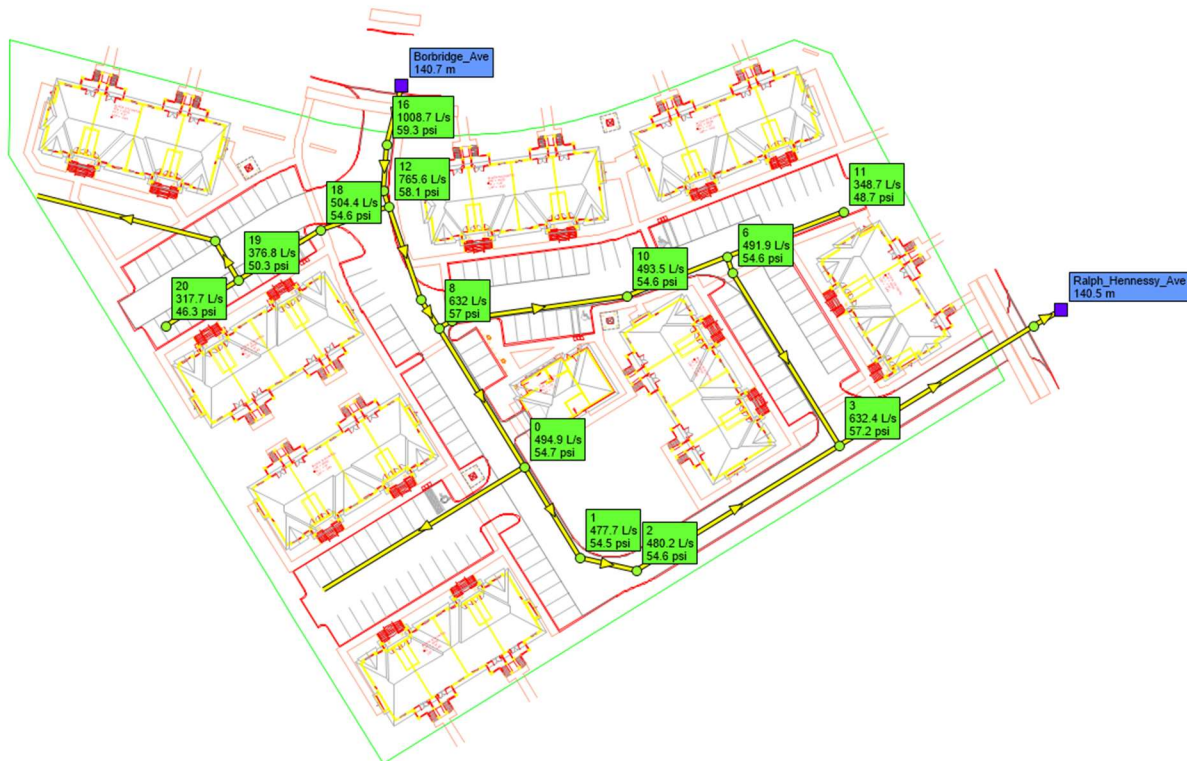 Borbridge_Ave
140.7 m
16
1008.7 L/s
59.3 psi
12
765.6 L/s
58.1 psi
18
504.4 L/s
54.6 psi
11
348.7 L/s
48.7 psi
19
376.8 L/s
50.3 psi
6
491.9 L/s
54.6 psi
10
493.5 L/s
54.6 psi
20
317.7 L/s
46.3 psi
8
632 L/s
57 psi
Ralph_Hennessy_Ave
140.5 m
3
632.4 L/s
57.2 psi
0
494.9 L/s
54.7 psi
1
477.7 L/s
54.5 psi
2
480.2 L/s
54.6 psi